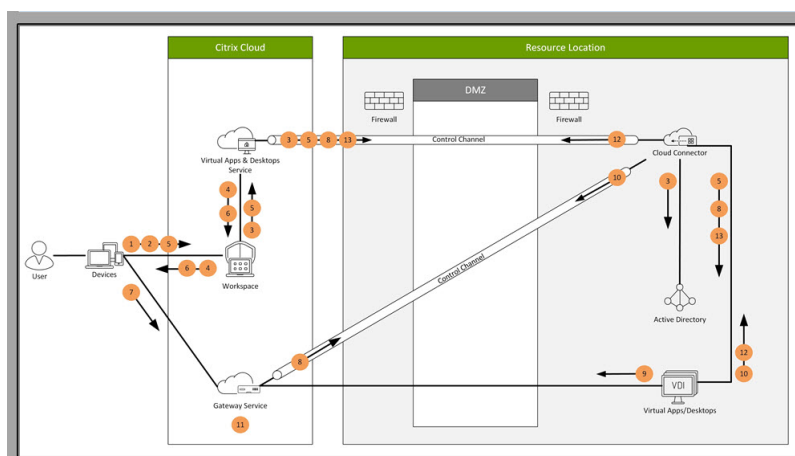 Citrix Cloud
Resource Location
DMZ
Firewall
Firewall
3 5 8 13
Control Channel
12
Virtual Apps & Desktops
Service
Cloud Connector
4
6
5
3
10
3
5
8
13
1 2 5
6 4
User
Devices
Workspace
Control Channel
7
Active Directory
8
12
10
9
VDI
Gateway Service
Virtual Apps/Desktops
11